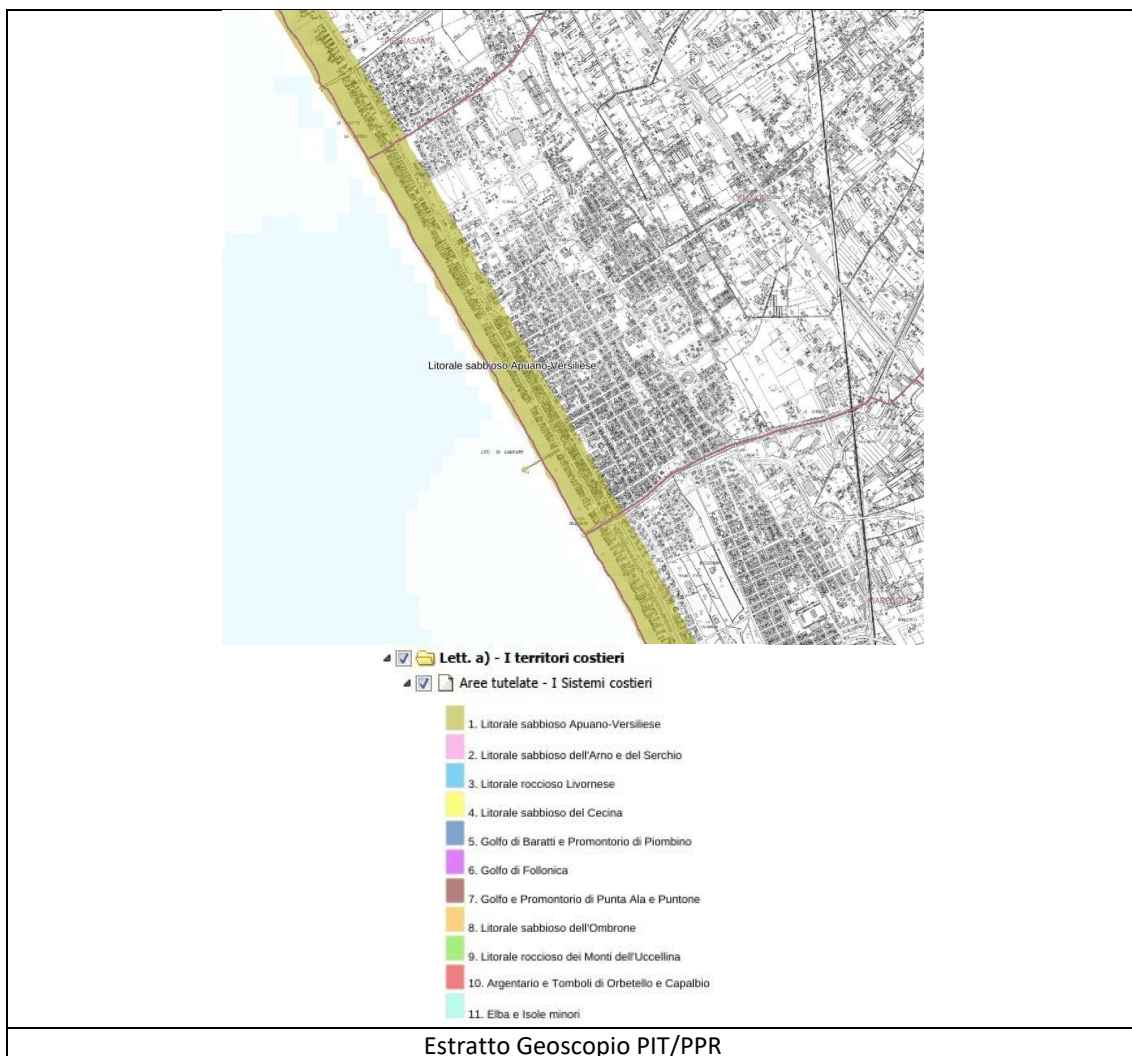 PIETRASANTA
Litorale sabbioso Apuano-Versiliese
LIDO DI CAMAIORE
Lett. a) - I territori costieri
Aree tutelate - I Sistemi costieri
1. Litorale sabbioso Apuano-Versiliese
2. Litorale sabbioso dell'Arno e del Serchio
3. Litorale roccioso Livornese
4. Litorale sabbioso del Cecina
5. Golfo di Baratti e Promontorio di Piombino
6. Golfo di Follonica
7. Golfo e Promontorio di Punta Ala e Puntone
8. Litorale sabbioso dell'Ombrone
9. Litorale roccioso dei Monti dell'Uccellina
10. Argentario e Tomboli di Orbetello e Capalbio
11. Elba e Isole minori
Estratto Geoscopio PIT/PPR